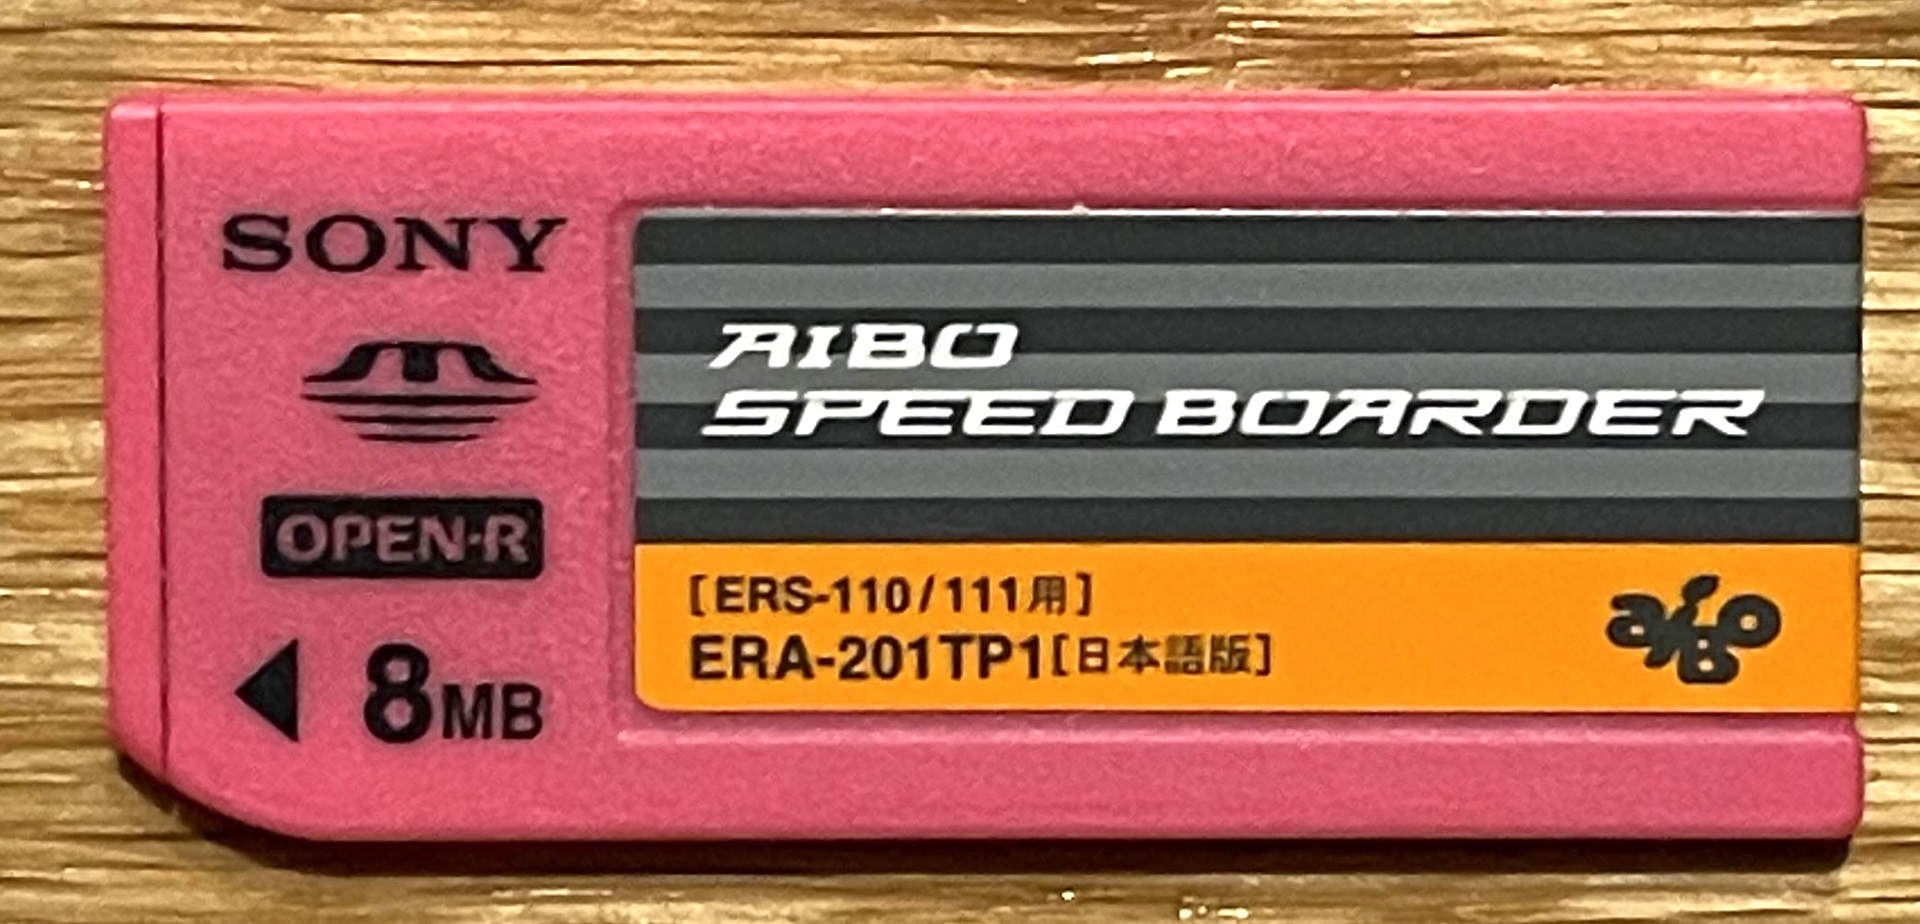 SONY
OPEN-R
8MB
AIBO
SPEED BOARDER
[ERS-110/111用]
ERA-201TP1[日本語版]
aiBo